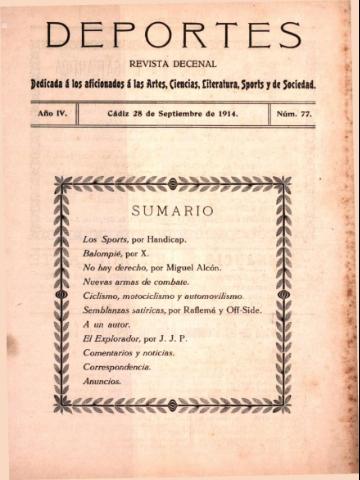 DEPORTES
REVISTA DECENAL
Dedicada á los aficionados á las Artes, Ciencias, Literatura, Sports y de Sociedad.
Año IV. Cádiz 28 de Septiembre de 1914. Núm. 77.
SUMARIO
Los Sports, por Handicap.
Balompié, por X.
No hay derecho, por Miguel Alcón.
Nuevas armas de combate.
Ciclismo, motociclismo y automovilismo.
Semblanzas satíricas, por Raflemá y Off-Side.
A un autor.
El Explorador, por J. J. P.
Comentarios y noticias.
Correspondencia.
Anuncios.